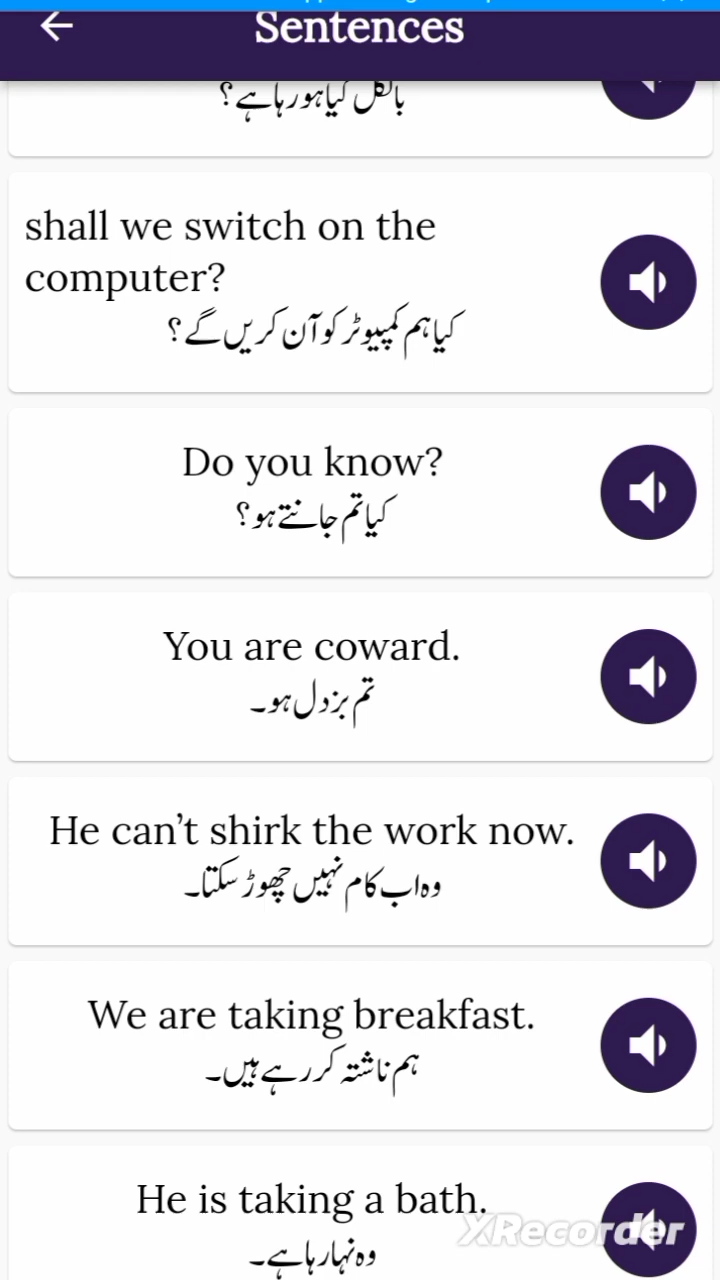 Sentences
بالکل کیا ہو رہا ہے؟
shall we switch on the
computer?
کیا ہم کمپیوٹر کو آن کریں گے؟
Do you know?
کیا تم جانتے ہو؟
You are coward.
تم بزدل ہو۔
He can’t shirk the work now.
وہ اب کام نہیں چھوڑ سکتا۔
We are taking breakfast.
ہم ناشتہ کر رہے ہیں۔
He is taking a bath.
وہ نہا رہا ہے۔
XRecorder